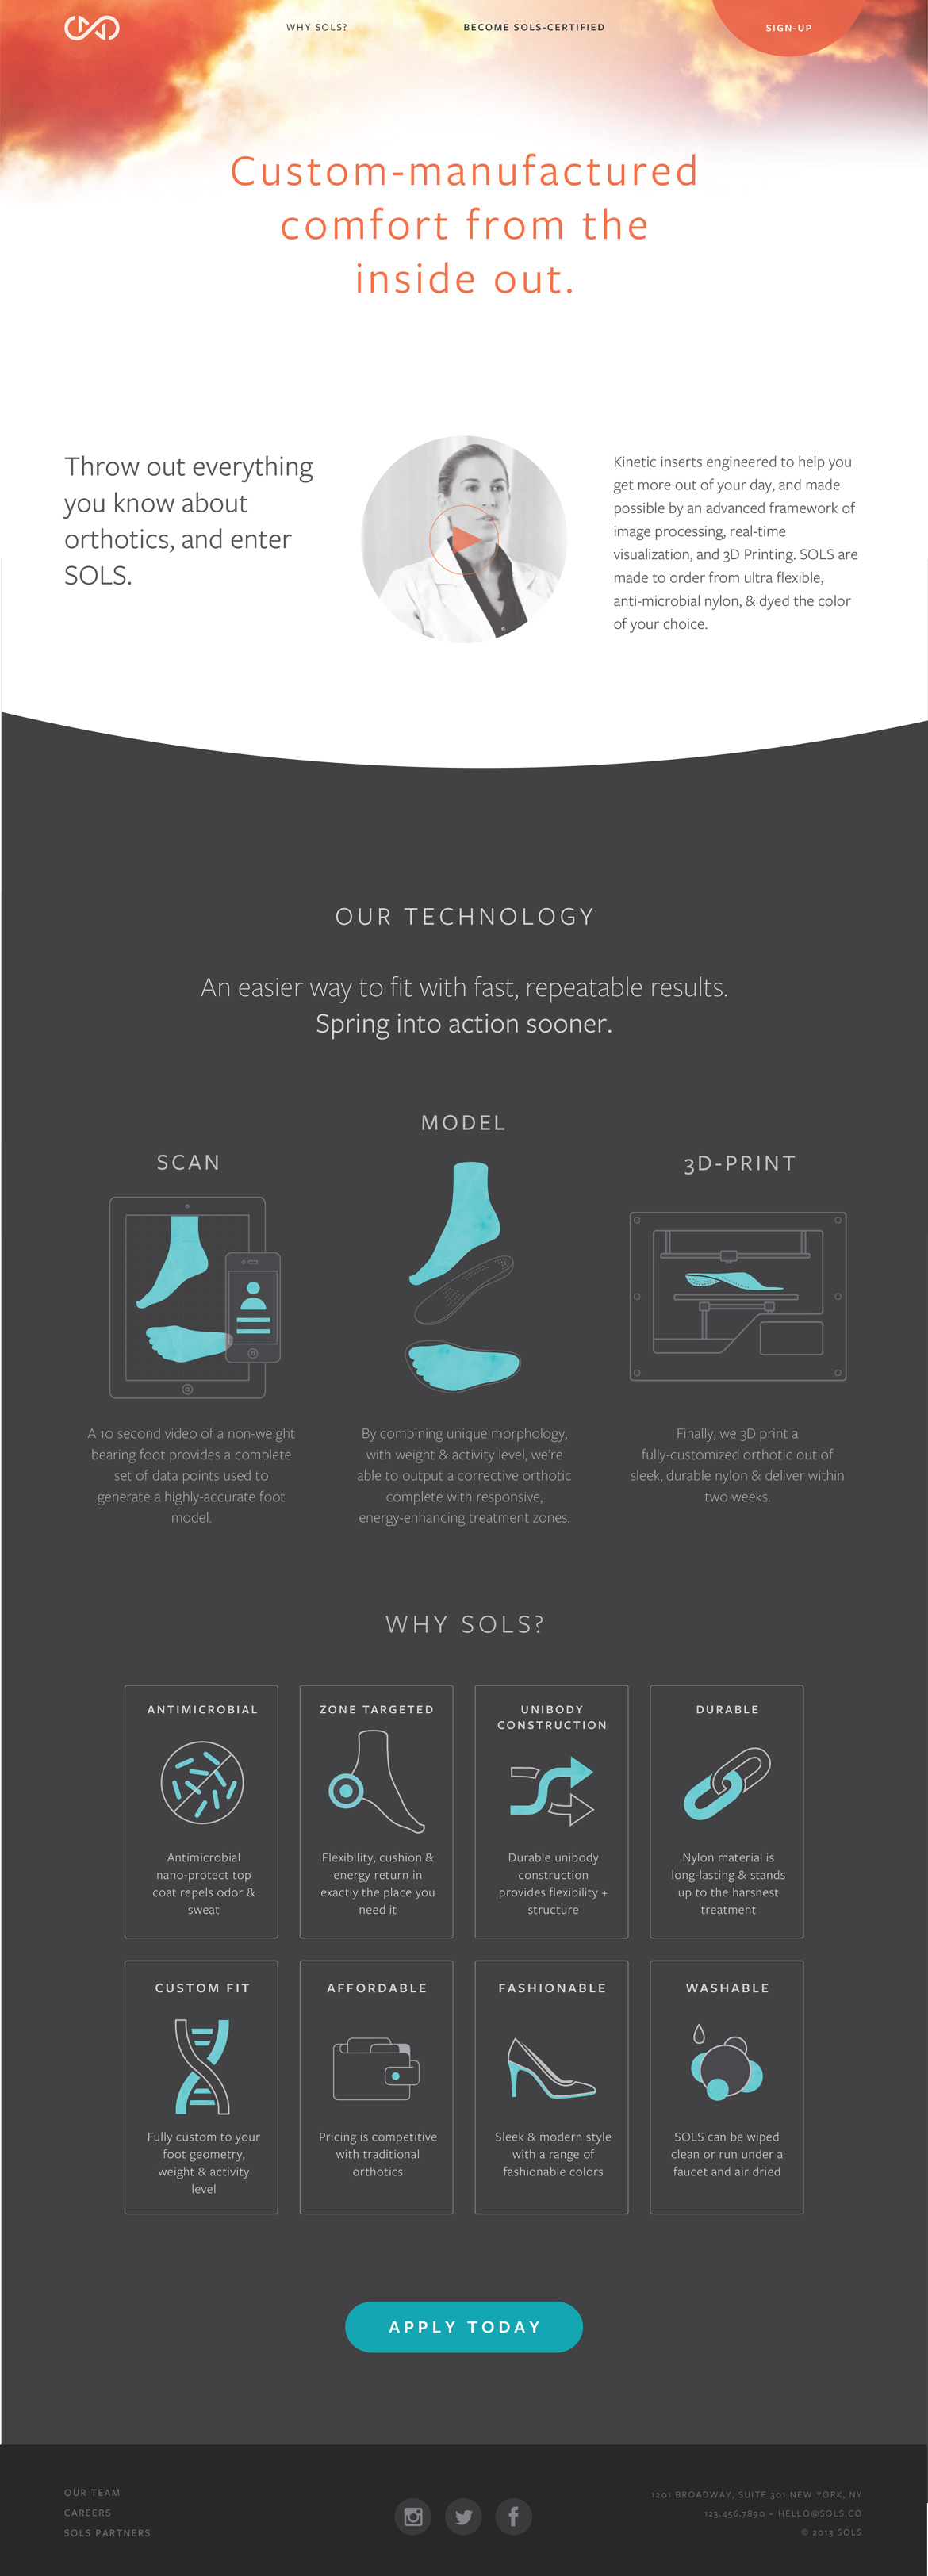 WHY SOLS?
BECOME SOLS-CERTIFIED
SIGN-UP
Custom-manufactured
comfort from the
inside out.
Throw out everything
you know about
orthotics, and enter
SOLS.
Kinetic inserts engineered to help you
get more out of your day, and made
possible by an advanced framework of
image processing, real-time
visualization, and 3D Printing. SOLS are
made to order from ultra flexible,
anti-microbial nylon, & dyed the color
of your choice.
OUR TECHNOLOGY
An easier way to fit with fast, repeatable results.
Spring into action sooner.
SCAN
A 10 second video of a non-weight
bearing foot provides a complete
set of data points used to
generate a highly-accurate foot
model.
MODEL
By combining unique morphology,
with weight & activity level, we're
able to output a corrective orthotic
complete with responsive,
energy-enhancing treatment zones.
3D-PRINT
Finally, we 3D print a
fully-customized orthotic out of
sleek, durable nylon & deliver within
two weeks.
WHY SOLS?
ANTIMICROBIAL
Antimicrobial
nano-protect top
coat repels odor &
sweat
ZONE TARGETED
Flexibility, cushion &
energy return in
exactly the place you
need it
UNIBODY
CONSTRUCTION
Durable unibody
construction
provides flexibility +
structure
DURABLE
Nylon material is
long-lasting & stands
up to the harshest
treatment
CUSTOM FIT
Fully custom to your
foot geometry,
weight & activity
level
AFFORDABLE
Pricing is competitive
with traditional
orthotics
FASHIONABLE
Sleek & modern style
with a range of
fashionable colors
WASHABLE
SOLS can be wiped
clean or run under a
faucet and air dried
APPLY TODAY
OUR TEAM
CAREERS
SOLS PARTNERS
1201 BROADWAY, SUITE 301 NEW YORK, NY
123.456.7890 – HELLO@SOLS.CO
© 2013 SOLS